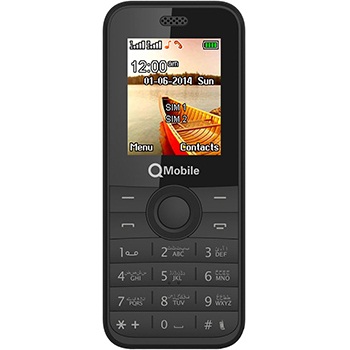 12:00am
01-06-2014 Sun
SIM 1
SIM 2
Menu Contacts
QMobile
1 2 ABC 3 DEF
4 GHI 5 JKL 6 MNO
7 PQRS 8 TUV 9 WXYZ
* + 0 #